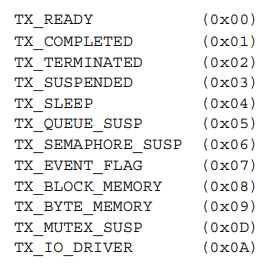 TX_READY (0x00)
TX_COMPLETED (0x01)
TX_TERMINATED (0x02)
TX_SUSPENDED (0x03)
TX_SLEEP (0x04)
TX_QUEUE_SUSP (0x05)
TX_SEMAPHORE_SUSP (0x06)
TX_EVENT_FLAG (0x07)
TX_BLOCK_MEMORY (0x08)
TX_BYTE_MEMORY (0x09)
TX_MUTEX_SUSP (0x0D)
TX_IO_DRIVER (0x0A)